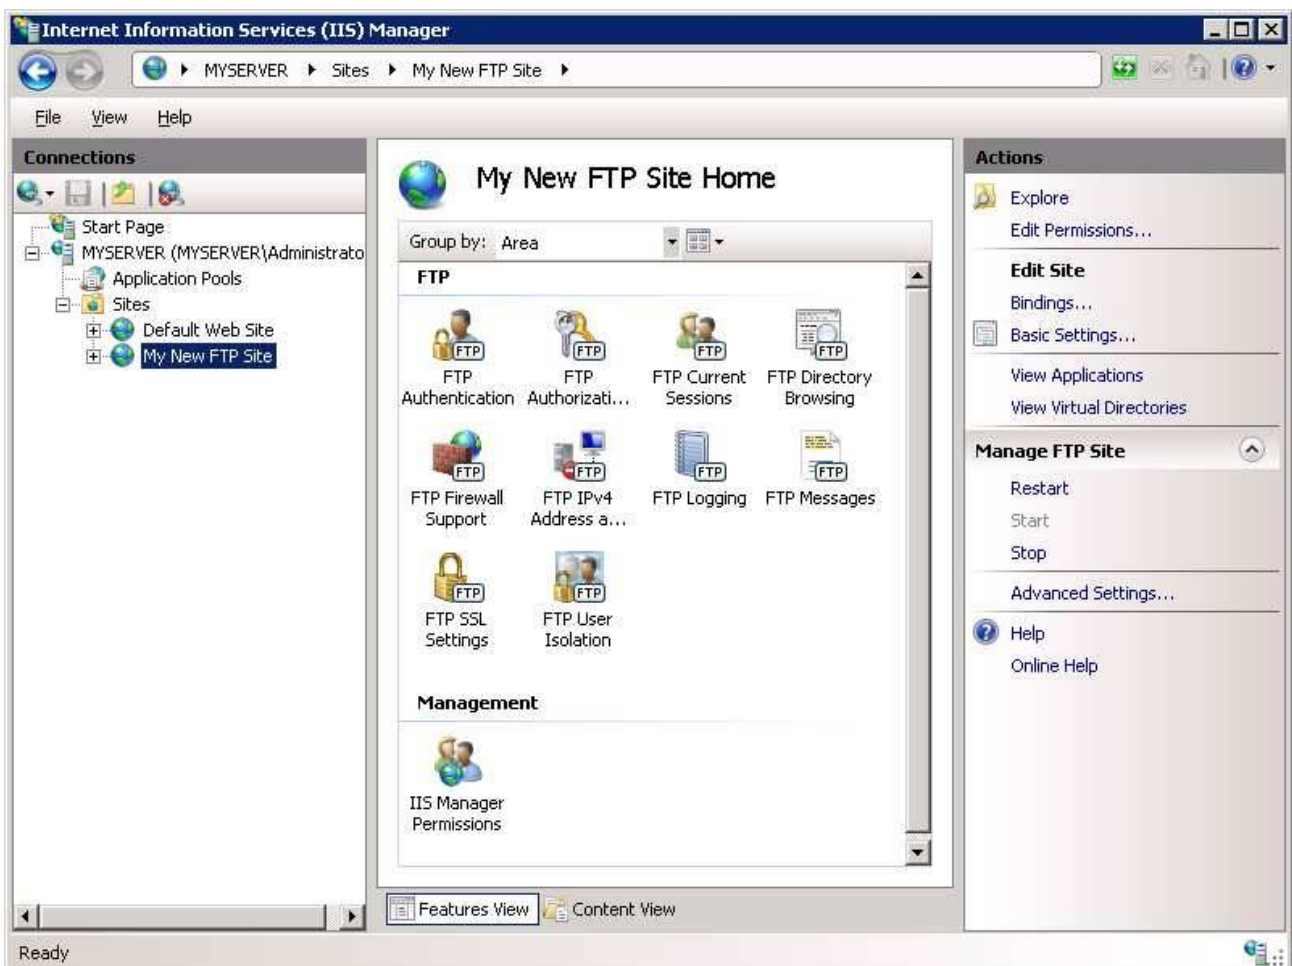 Internet Information Services (IIS) Manager
MYSERVER Sites My New FTP Site
File View Help
Connections
Start Page
MYSERVER (MYSERVER\Administrato
Application Pools
Sites
Default Web Site
My New FTP Site
My New FTP Site Home
Group by: Area
FTP
FTP FTP FTP FTP
FTP FTP FTP Current FTP Directory
Authentication Authorizati... Sessions Browsing
FTP FTP FTP FTP
FTP Firewall FTP IPv4 FTP Logging FTP Messages
Support Address a...
FTP FTP
FTP SSL FTP User
Settings Isolation
Management
IIS Manager
Permissions
Features View Content View
Actions
Explore
Edit Permissions...
Edit Site
Bindings...
Basic Settings...
View Applications
View Virtual Directories
Manage FTP Site
Restart
Start
Stop
Advanced Settings...
Help
Online Help
Ready